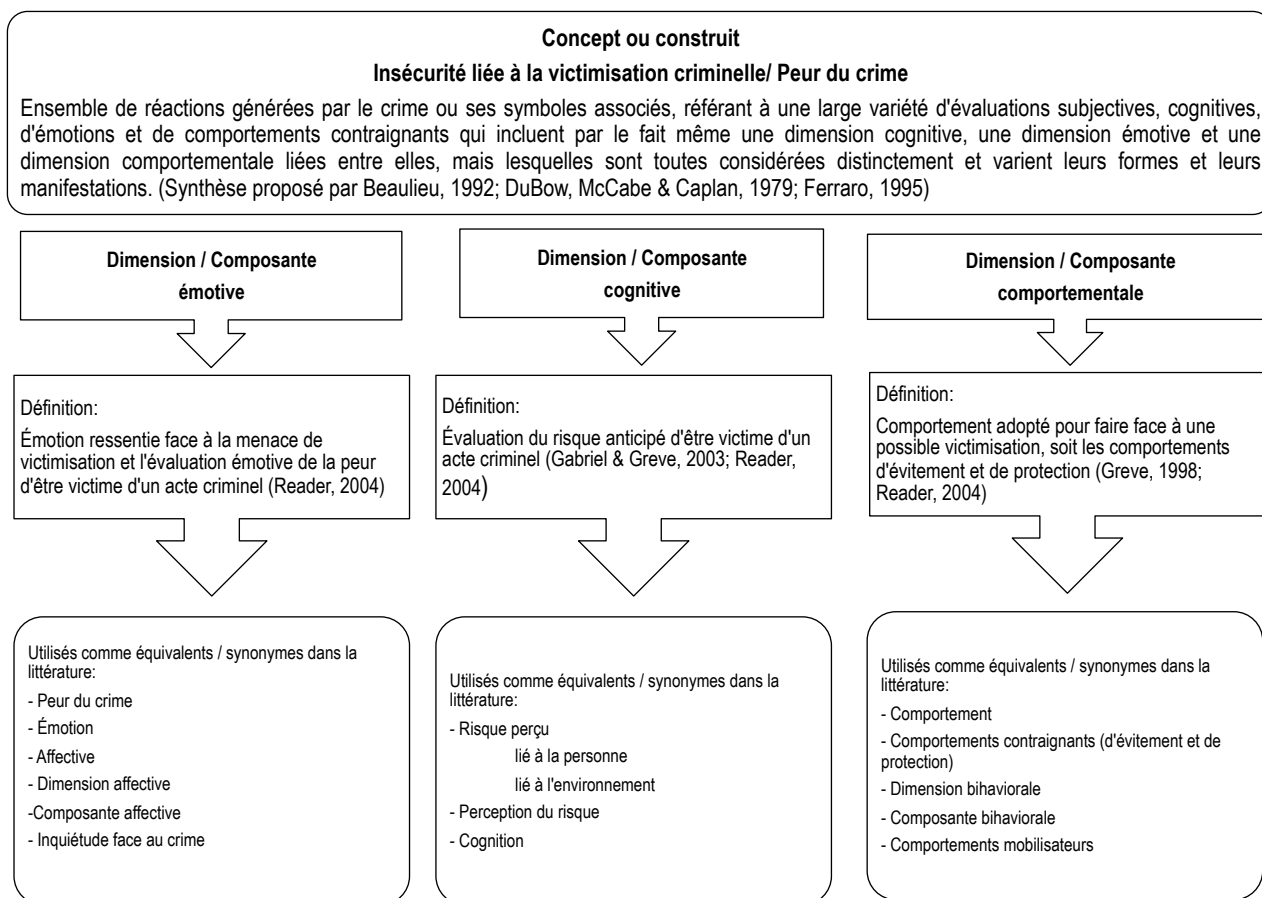 Concept ou construit
Insécurité liée à la victimisation criminelle/ Peur du crime
Ensemble de réactions générées par le crime ou ses symboles associés, référant à une large variété d'évaluations subjectives, cognitives,
d'émotions et de comportements contraignants qui incluent par le fait même une dimension cognitive, une dimension émotive et une
dimension comportementale liées entre elles, mais lesquelles sont toutes considérées distinctement et varient leurs formes et leurs
manifestations. (Synthèse proposé par Beaulieu, 1992; DuBow, McCabe & Caplan, 1979; Ferraro, 1995)
Dimension / Composante
émotive
Définition:
Émotion ressentie face à la menace de
victimisation et l'évaluation émotive de la peur
d'être victime d'un acte criminel (Reader, 2004)
Utilisés comme équivalents / synonymes dans la
littérature:
- Peur du crime
- Émotion
- Affective
- Dimension affective
-Composante affective
- Inquiétude face au crime
Dimension / Composante
cognitive
Définition:
Évaluation du risque anticipé d'être victime d'un
acte criminel (Gabriel & Greve, 2003; Reader,
2004)
Utilisés comme équivalents / synonymes dans la
littérature:
- Risque perçu
lié à la personne
lié à l'environnement
- Perception du risque
- Cognition
Dimension / Composante
comportementale
Définition:
Comportement adopté pour faire face à une
possible victimisation, soit les comportements
d'évitement et de protection (Greve, 1998;
Reader, 2004)
Utilisés comme équivalents / synonymes dans la
littérature:
- Comportement
- Comportements contraignants (d'évitement et de
protection)
- Dimension bihaviorale
- Composante bihaviorale
- Comportements mobilisateurs